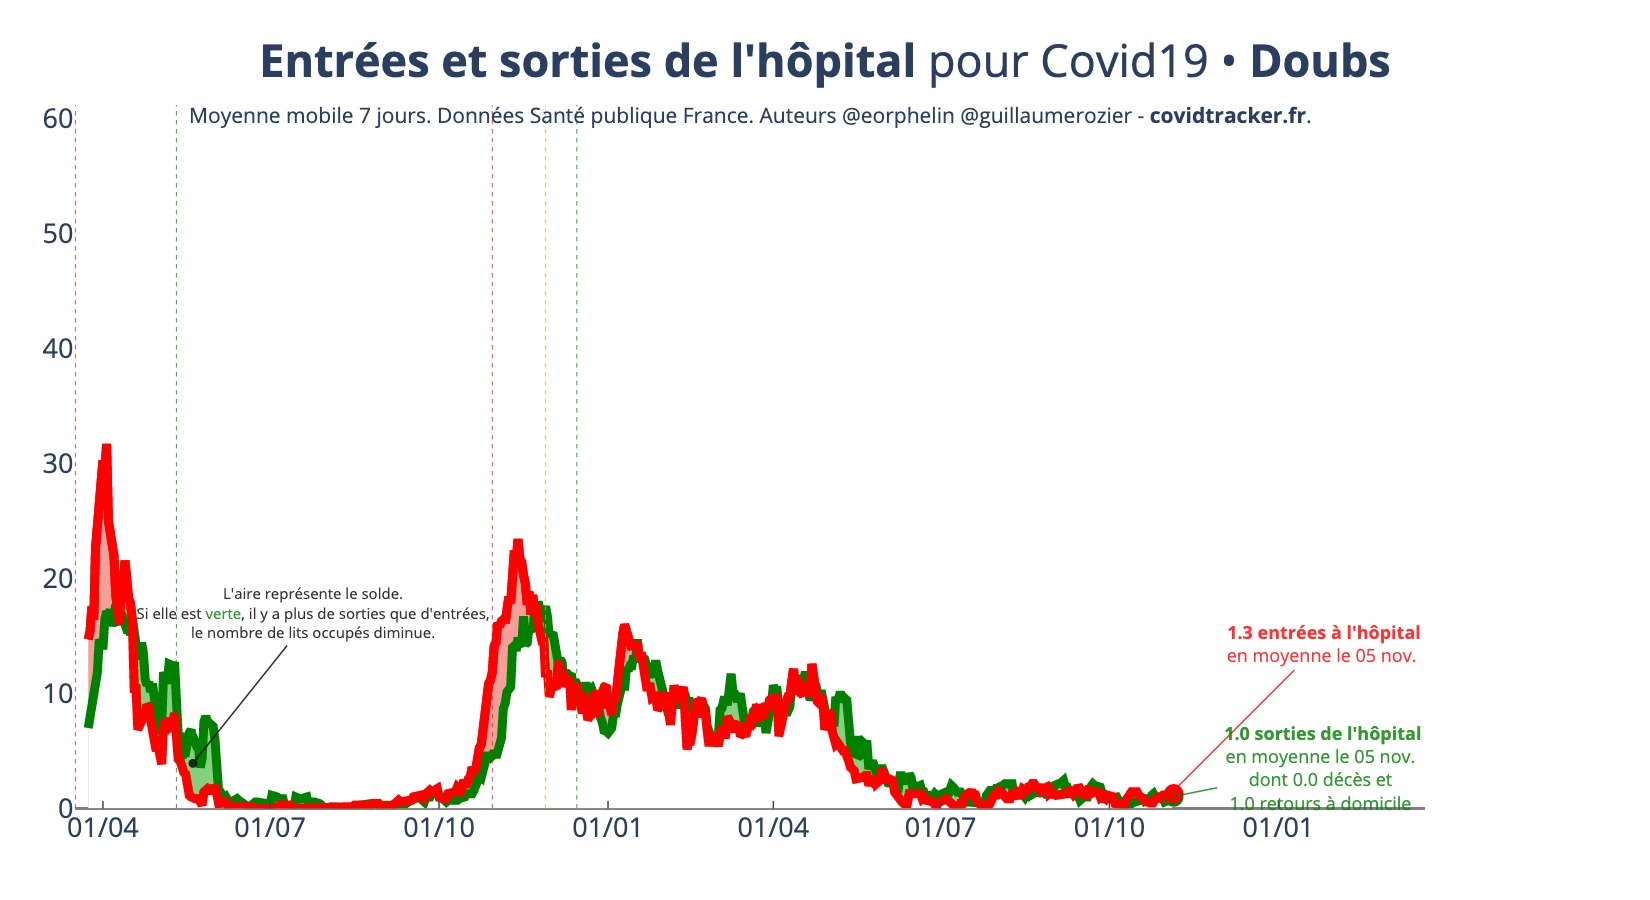 Entrées et sorties de l'hôpital pour Covid19 • Doubs
Moyenne mobile 7 jours. Données Santé publique France. Auteurs @eorphelin @guillaumerozier - covidtracker.fr.
60
50
40
30
20
10
0
L'aire représente le solde.
Si elle est verte, il y a plus de sorties que d'entrées,
le nombre de lits occupés diminue.
1.3 entrées à l'hôpital
en moyenne le 05 nov.
1.0 sorties de l'hôpital
en moyenne le 05 nov.
dont 0.0 décès et
1.0 retours à domicile
01/04 01/07 01/10 01/01 01/04 01/07 01/10 01/01